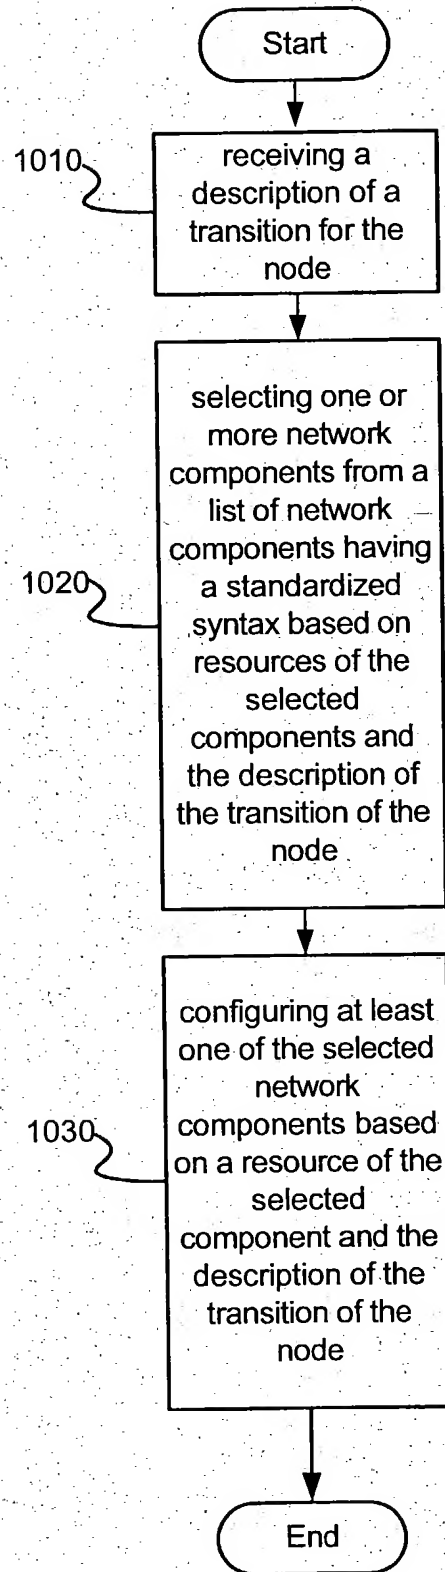 Start
1010
receiving a
description of a
transition for the
node
selecting one or
more network
components from a
list of network
components having
1020
a standardized
syntax based on
resources of the
selected
components and
the description of
the transition of the
node
configuring at least
one of the selected
network
1030
components based
on a resource of the
selected
component and the
description of the
transition of the
node
End